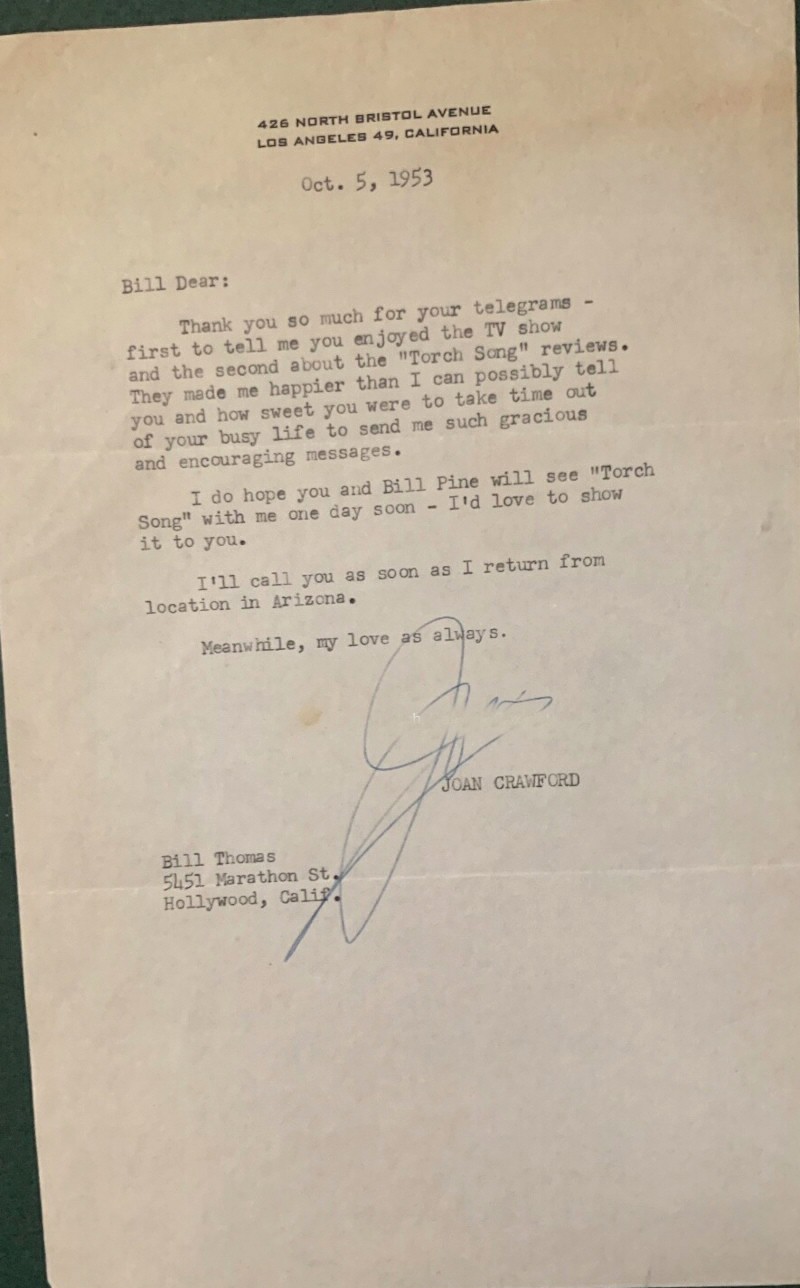 426 NORTH BRISTOL AVENUE
LOS ANGELES 49, CALIFORNIA
Oct. 5, 1953
Bill Dear:
Thank you so much for your telegrams -
first to tell me you enjoyed the TV show
and the second about the "Torch Song" reviews.
They made me happier than I can possibly tell
you and how sweet you were to take time out
of your busy life to send me such gracious
and encouraging messages.
I do hope you and Bill Pine will see "Torch
Song" with me one day soon - I'd love to show
it to you.
I'll call you as soon as I return from
location in Arizona.
Meanwhile, my love as always.
Joan
JOAN CRAWFORD
Bill Thomas
5451 Marathon St.
Hollywood, Calif.